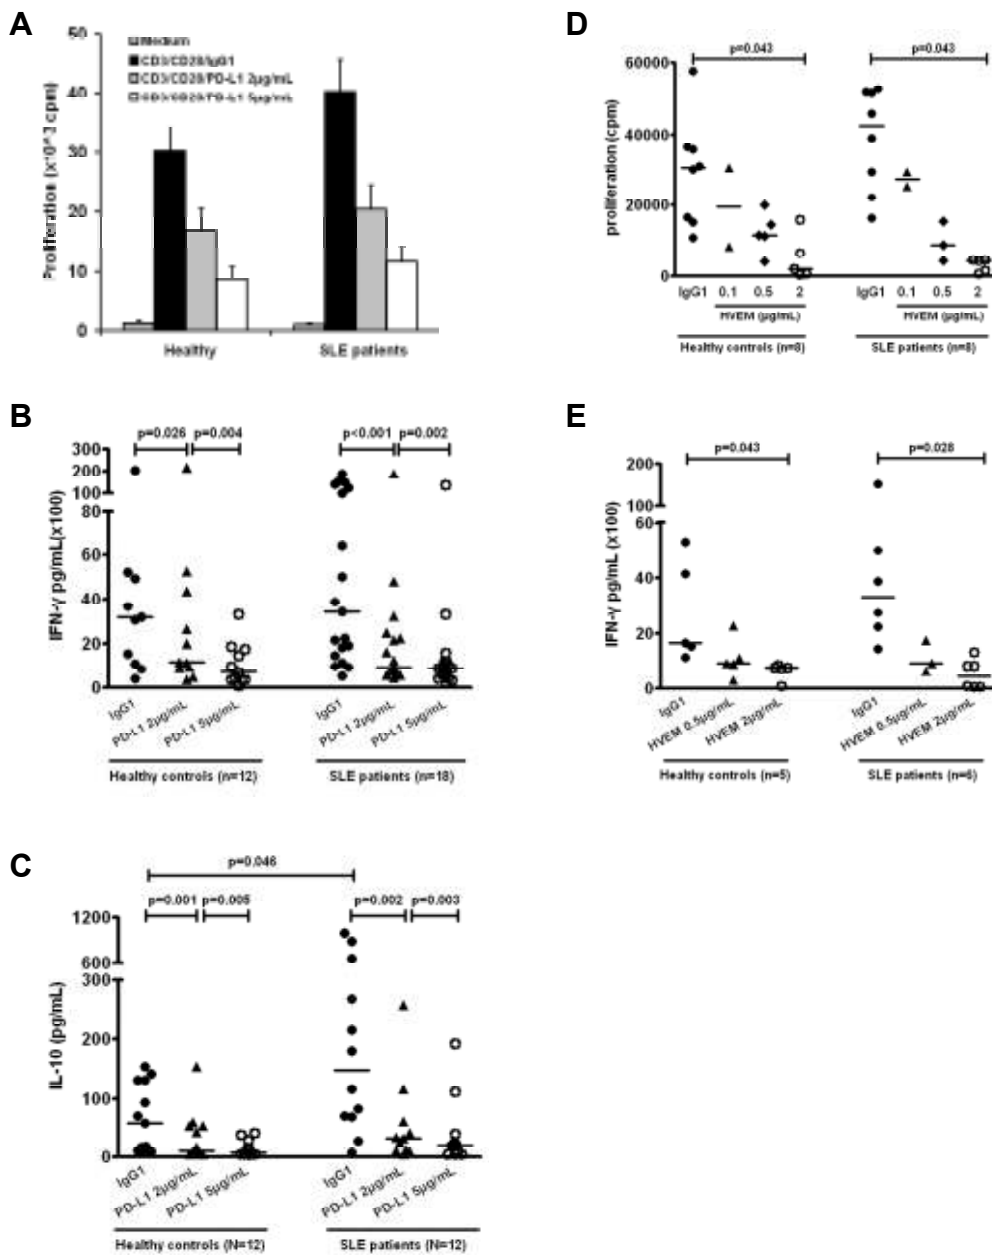 A
Proliferation (x10^3 cpm)
50
40
30
20
10
0
Medium
CD3/CD28/IgG1
CD3/CD28/PD-L1 2µg/mL
CD3/CD28/PD-L1 5µg/mL
Healthy
SLE patients
B
IFN-γ pg/mL(x100)
300
200
100
80
60
40
20
0
p=0.026
p=0.004
p<0.001
p=0.002
IgG1
PD-L1 2µg/mL
PD-L1 5µg/mL
IgG1
PD-L1 2µg/mL
PD-L1 5µg/mL
Healthy controls (n=12)
SLE patients (n=18)
C
IL-10 (pg/mL)
1200
600
300
200
100
0
p=0.046
p=0.001
p=0.005
p=0.002
p=0.003
IgG1
PD-L1 2µg/mL
PD-L1 5µg/mL
IgG1
PD-L1 2µg/mL
PD-L1 5µg/mL
Healthy controls (N=12)
SLE patients (N=12)
D
proliferation (cpm)
60000
40000
20000
0
p=0.043
p=0.043
IgG1 0.1 0.5 2
HVEM (µg/mL)
Healthy controls (n=8)
IgG1 0.1 0.5 2
HVEM (µg/mL)
SLE patients (n=8)
E
IFN-γ pg/mL (x100)
200
100
60
40
20
0
p=0.043
p=0.028
IgG1
HVEM 0.5µg/mL
HVEM 2µg/mL
IgG1
HVEM 0.5µg/mL
HVEM 2µg/mL
Healthy controls (n=5)
SLE patients (n=6)